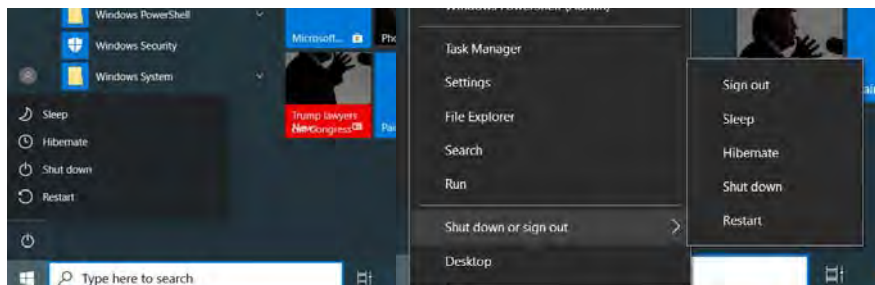 Windows PowerShell
Windows Security
Windows System
Microsoft...
Sleep
Hibernate
Shut down
Restart
Trump lawyers
Congress
Type here to search
Task Manager
Settings
File Explorer
Search
Run
Shut down or sign out
Desktop
Sign out
Sleep
Hibernate
Shut down
Restart